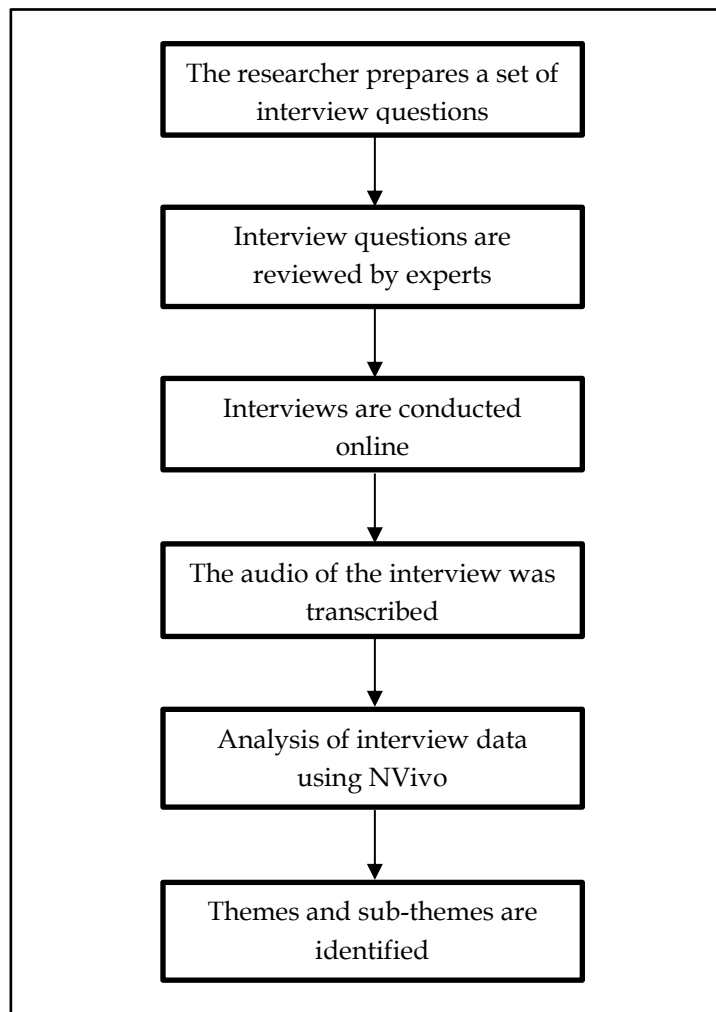 The researcher prepares a set of
interview questions
Interview questions are
reviewed by experts
Interviews are conducted
online
The audio of the interview was
transcribed
Analysis of interview data
using NVivo
Themes and sub-themes are
identified